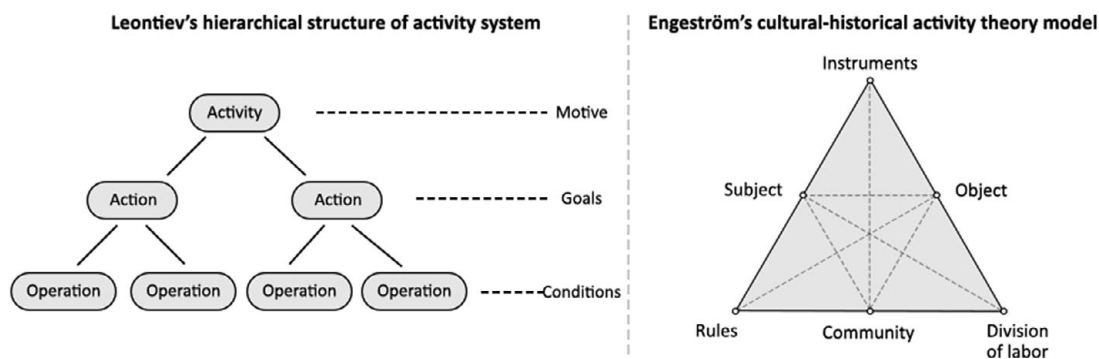 Leontiev's hierarchical structure of activity system
Activity
Motive
Action
Action
Goals
Operation
Operation
Operation
Operation
Conditions
Engeström's cultural-historical activity theory model
Instruments
Subject
Object
Rules
Community
Division
of labor